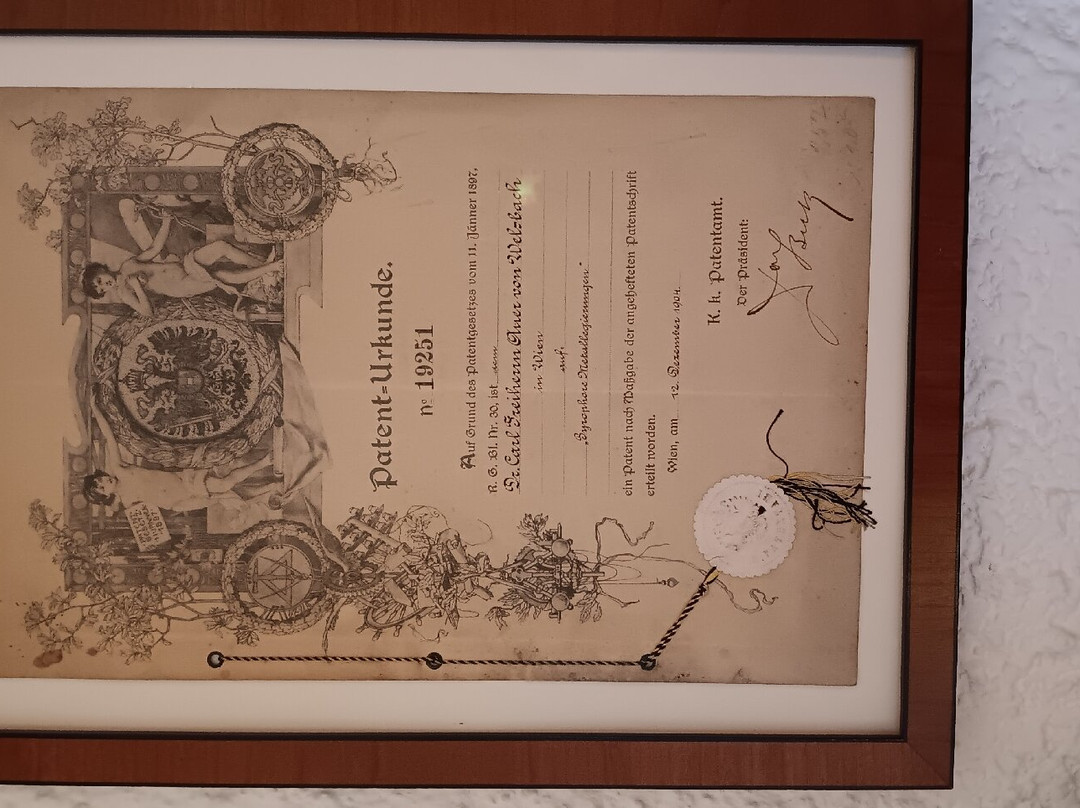 Patent=Urkunde.
nº 19251
Auf Grund des Patentgesetzes vom 11. Jänner 1897,
R. G. Bl. Nr. 30, ist dem
Dr. Carl Freiherrn Auer von Welsbach
in Wien
auf:
„Pyrophore Metallegierungen“
ein Patent nach Maßgabe der angehefteten Patentschrift
erteilt worden.
Wien, am 12. Dezember 1904.
K. k. Patentamt.
Der Präsident: